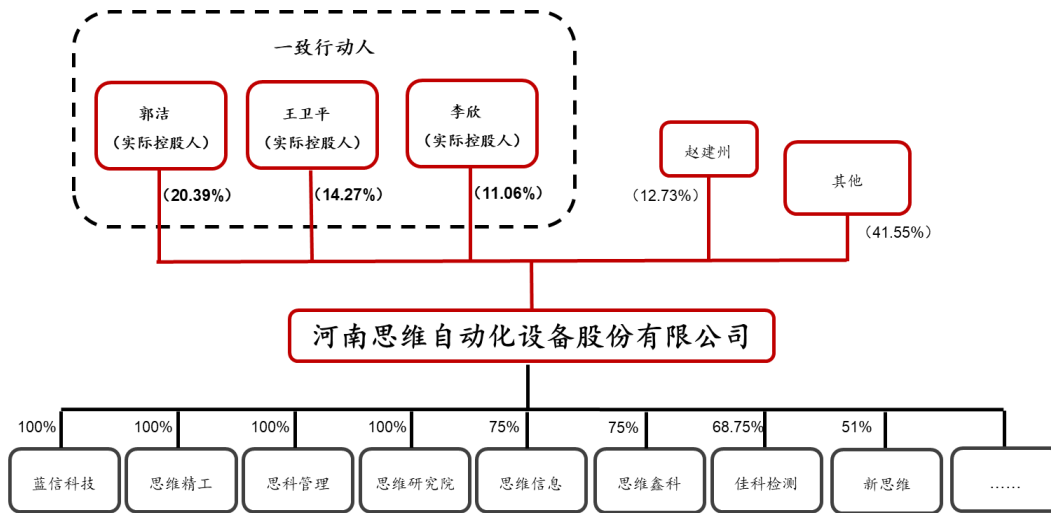 一致行动人
郭洁
（实际控股人）
王卫平
（实际控股人）
李欣
（实际控股人）
赵建州
其他
（20.39%）
（14.27%）
（11.06%）
（12.73%）
（41.55%）
河南思维自动化设备股份有限公司
100%
100%
100%
100%
75%
75%
68.75%
51%
蓝信科技
思维精工
思科管理
思维研究院
思维信息
思维鑫科
佳科检测
新思维
……